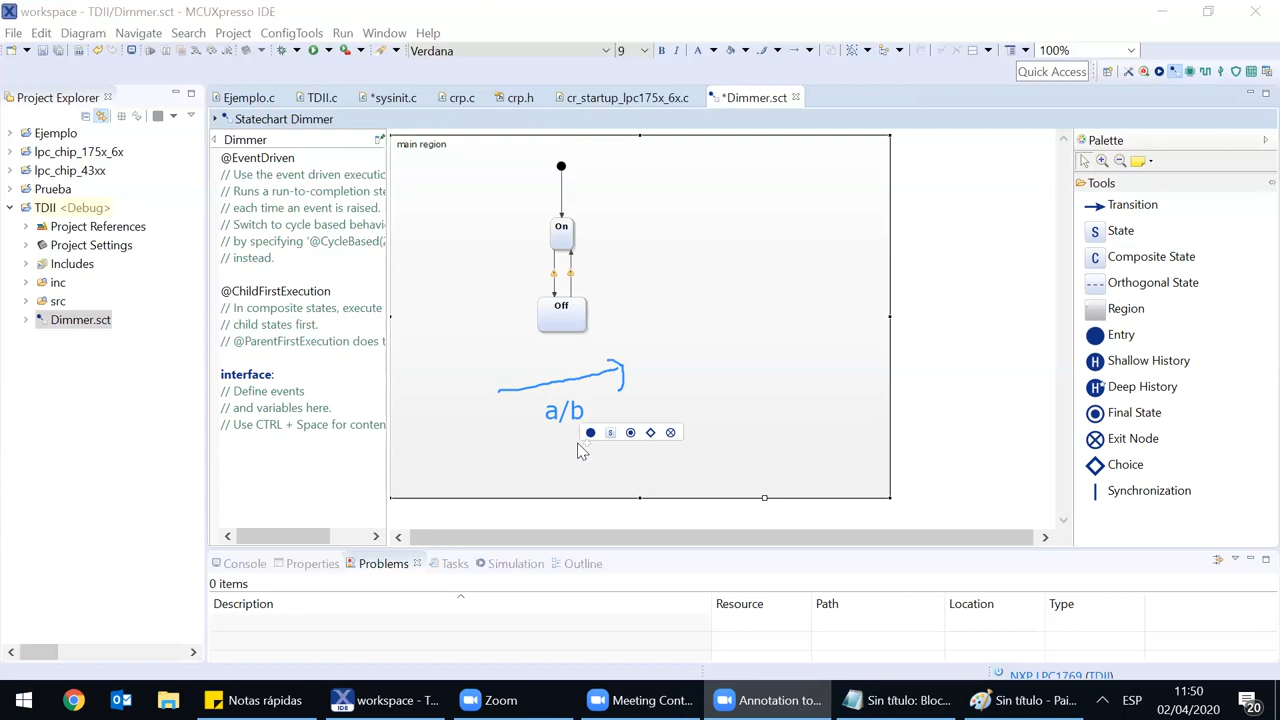 workspace - TDII/Dimmer.sct - MCUXpresso IDE
File Edit Diagram Navigate Search Project ConfigTools Run Window Help
Verdana 9 B I A 100%
Quick Access
Project Explorer
Ejemplo.c TDII.c *sysinit.c crp.c crp.h cr_startup_lpc175x_6x.c *Dimmer.sct
Statechart Dimmer
Ejemplo
lpc_chip_175x_6x
lpc_chip_43xx
Prueba
TDII <Debug>
Project References
Project Settings
Includes
inc
src
Dimmer.sct
Dimmer
@EventDriven
// Use the event driven executi
// Runs a run-to-completion ste
each time an event is raised.
// Switch to cycle based behavi
by specifying '@CycleBased(2
instead.
@ChildFirstExecution
// In composite states, execute
child states first.
// @ParentFirstExecution does t
interface:
// Define events
// and variables here.
// Use CTRL + Space for conten
main region
On
Off
a/b
S
Palette
Tools
Transition
S State
C Composite State
Orthogonal State
Region
Entry
H Shallow History
H* Deep History
Final State
Exit Node
Choice
Synchronization
Console Properties Problems Tasks Simulation Outline
0 items
Description Resource Path Location Type
NXP LPC1769 (TDII)
Notas rápidas
IDE workspace - T...
Zoom
Meeting Cont...
Annotation to...
Sin título: Bloc...
Sin título - Pai...
ESP
11:50
02/04/2020
20